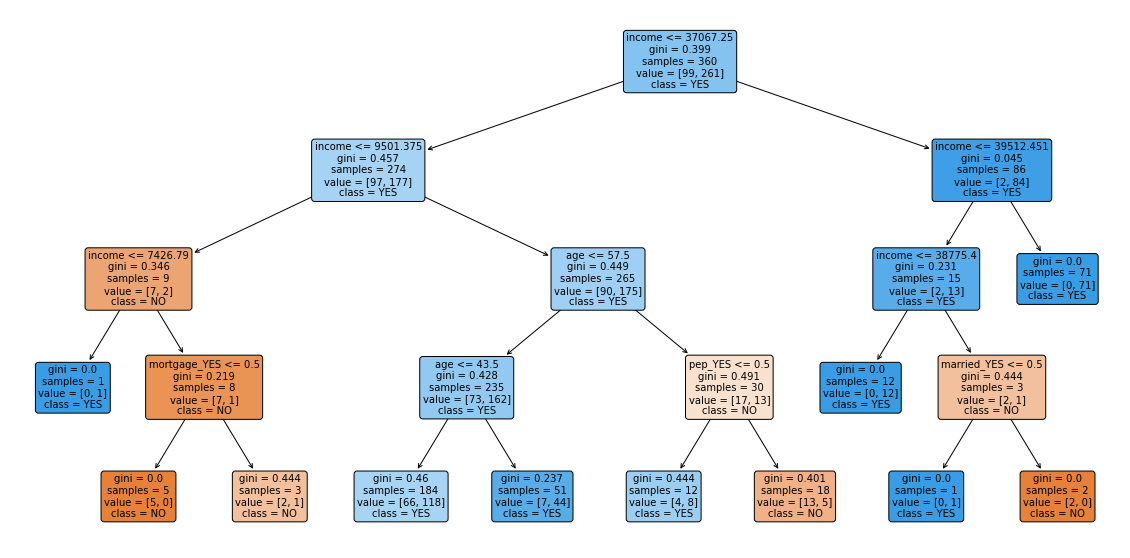 income <= 37067.25
gini = 0.399
samples = 360
value = [99, 261]
class = YES
income <= 9501.375
gini = 0.457
samples = 274
value = [97, 177]
class = YES
income <= 39512.451
gini = 0.045
samples = 86
value = [2, 84]
class = YES
income <= 7426.79
gini = 0.346
samples = 9
value = [7, 2]
class = NO
age <= 57.5
gini = 0.449
samples = 265
value = [90, 175]
class = YES
income <= 38775.4
gini = 0.231
samples = 15
value = [2, 13]
class = YES
gini = 0.0
samples = 71
value = [0, 71]
class = YES
gini = 0.0
samples = 1
value = [0, 1]
class = YES
mortgage_YES <= 0.5
gini = 0.219
samples = 8
value = [7, 1]
class = NO
age <= 43.5
gini = 0.428
samples = 235
value = [73, 162]
class = YES
pep_YES <= 0.5
gini = 0.491
samples = 30
value = [17, 13]
class = NO
gini = 0.0
samples = 12
value = [0, 12]
class = YES
married_YES <= 0.5
gini = 0.444
samples = 3
value = [2, 1]
class = NO
gini = 0.0
samples = 5
value = [5, 0]
class = NO
gini = 0.444
samples = 3
value = [2, 1]
class = NO
gini = 0.46
samples = 184
value = [66, 118]
class = YES
gini = 0.237
samples = 51
value = [7, 44]
class = YES
gini = 0.444
samples = 12
value = [4, 8]
class = YES
gini = 0.401
samples = 18
value = [13, 5]
class = NO
gini = 0.0
samples = 1
value = [0, 1]
class = YES
gini = 0.0
samples = 2
value = [2, 0]
class = NO